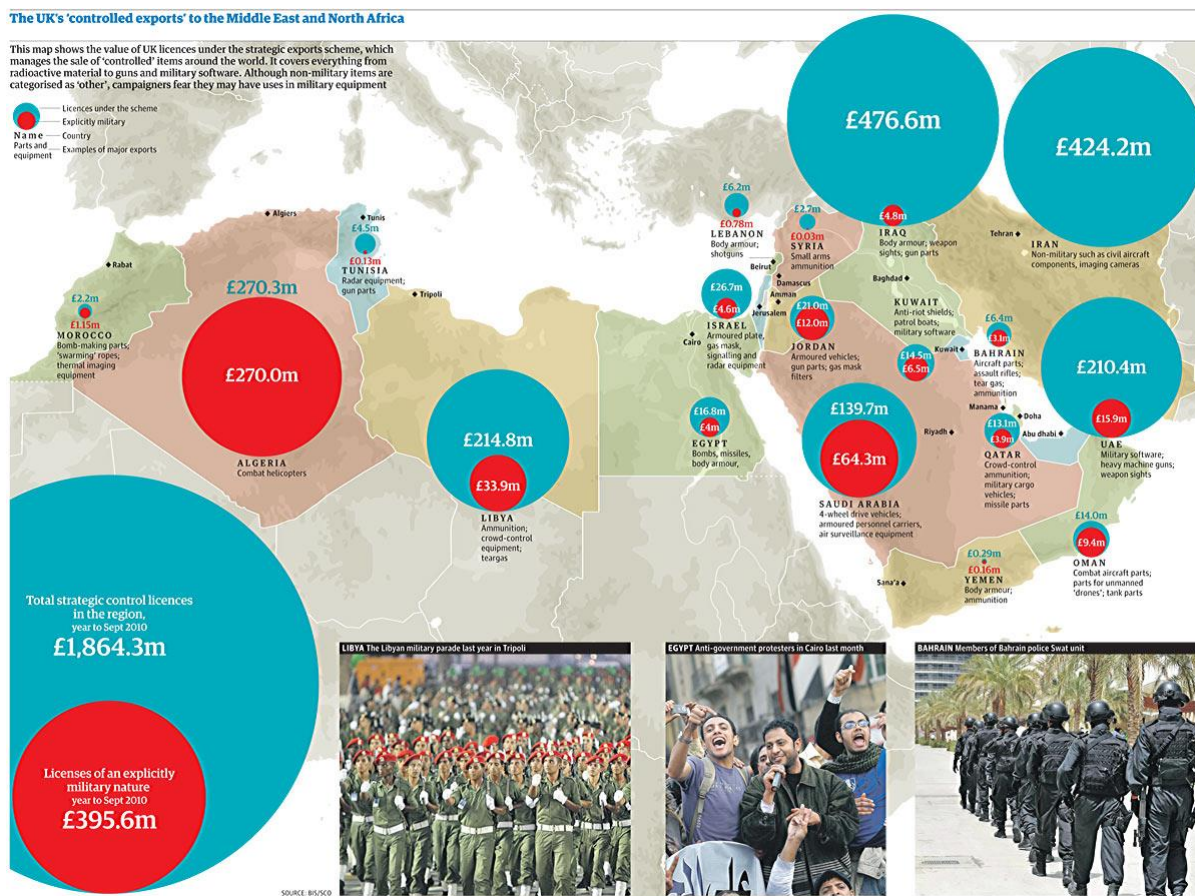 The UK's 'controlled exports' to the Middle East and North Africa
This map shows the value of UK licences under the strategic exports scheme, which
manages the sale of 'controlled' items around the world. It covers everything from
radioactive material to guns and military software. Although non-military items are
categorised as 'other', campaigners fear they may have uses in military equipment
Licences under the scheme
Explicitly military
Name
Country
Parts and
equipment
Examples of major exports
£476.6m
£4.8m
IRAQ
Body armour; weapon
sights; gun parts
Baghdad
£424.2m
Tehran
IRAN
Non-military such as civil aircraft
components, imaging cameras
£6.2m
£0.78m
LEBANON
Body armour;
shotguns
Beirut
£2.7m
£0.03m
SYRIA
Small arms
ammunition
Damascus
Amman
Jerusalem
Algiers
Tunis
£4.5m
£0.13m
TUNISIA
Radar equipment;
gun parts
Rabat
£2.2m
£1.15m
MOROCCO
Bomb-making parts;
'swarming' ropes;
thermal imaging
equipment
£270.3m
£270.0m
ALGERIA
Combat helicopters
Tripoli
£214.8m
£33.9m
LIBYA
Ammunition;
crowd-control
equipment;
teargas
£26.7m
£4.6m
ISRAEL
Armoured plate,
gas mask,
signalling and
radar equipment
Cairo
£16.8m
£4m
EGYPT
Bombs, missiles,
body armour,
£21.0m
£12.0m
JORDAN
Armoured vehicles;
gun parts; gas mask
filters
KUWAIT
Anti-riot shields;
patrol boats;
military software
Kuwait
£14.5m
£6.5m
£6.4m
£3.1m
BAHRAIN
Aircraft parts;
assault rifles;
tear gas;
ammunition
Manama
£139.7m
£64.3m
SAUDI ARABIA
4-wheel drive vehicles;
armoured personnel carriers,
air surveillance equipment
Riyadh
Doha
Abu dhabi
£13.1m
£3.9m
QATAR
Crowd-control
ammunition;
military cargo
vehicles;
missile parts
£210.4m
£15.9m
UAE
Military software;
heavy machine guns;
weapon sights
£14.0m
£9.4m
OMAN
Combat aircraft parts;
parts for unmanned
'drones'; tank parts
Sana'a
£0.29m
£0.16m
YEMEN
Body armour;
ammunition
Total strategic control licences
in the region,
year to Sept 2010
£1,864.3m
Licenses of an explicitly
military nature
year to Sept 2010
£395.6m
SOURCE: BIS/SCO
LIBYA The Libyan military parade last year in Tripoli
EGYPT Anti-government protesters in Cairo last month
BAHRAIN Members of Bahrain police Swat unit